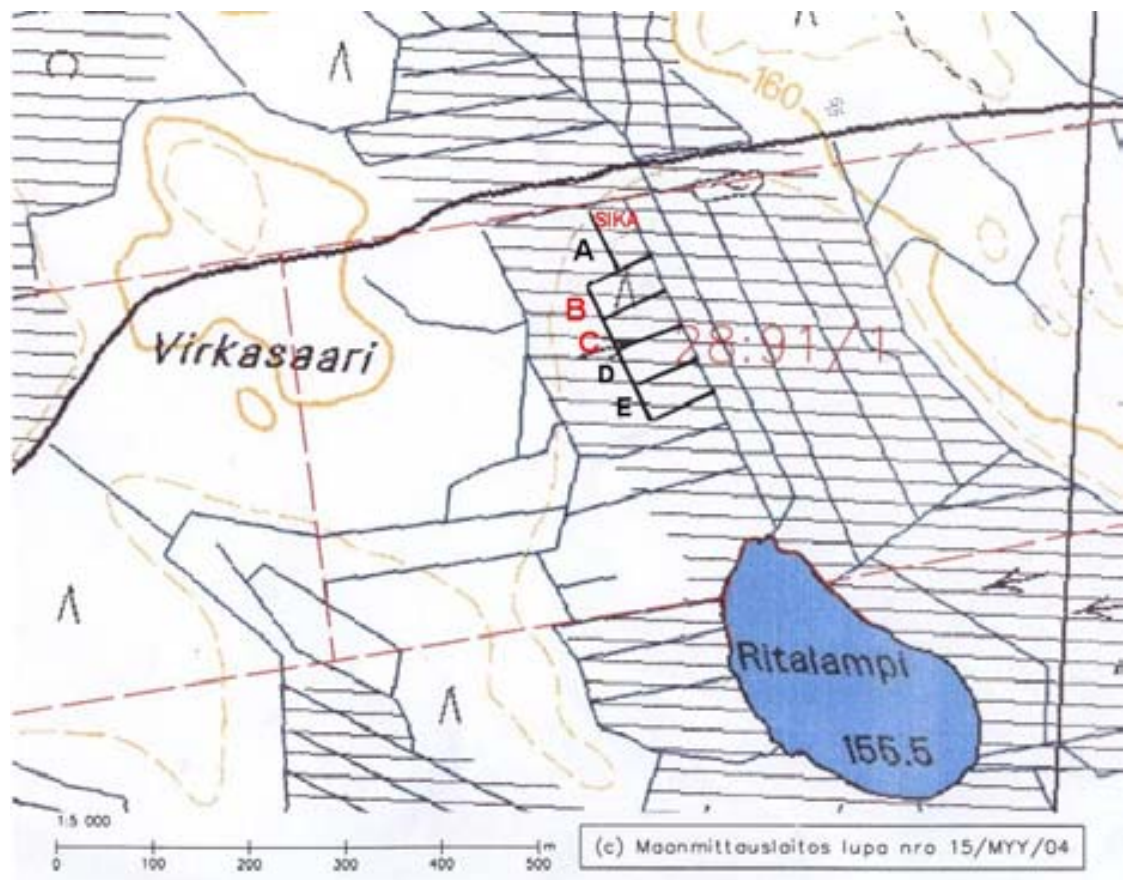 160
SIKA
A
B
28:91/1
C
Virkasaari
D
E
Ritalampi
155.5
1:5 000
0 100 200 300 400 500 m
(c) Maanmittauslaitos lupa nro 15/MYY/04